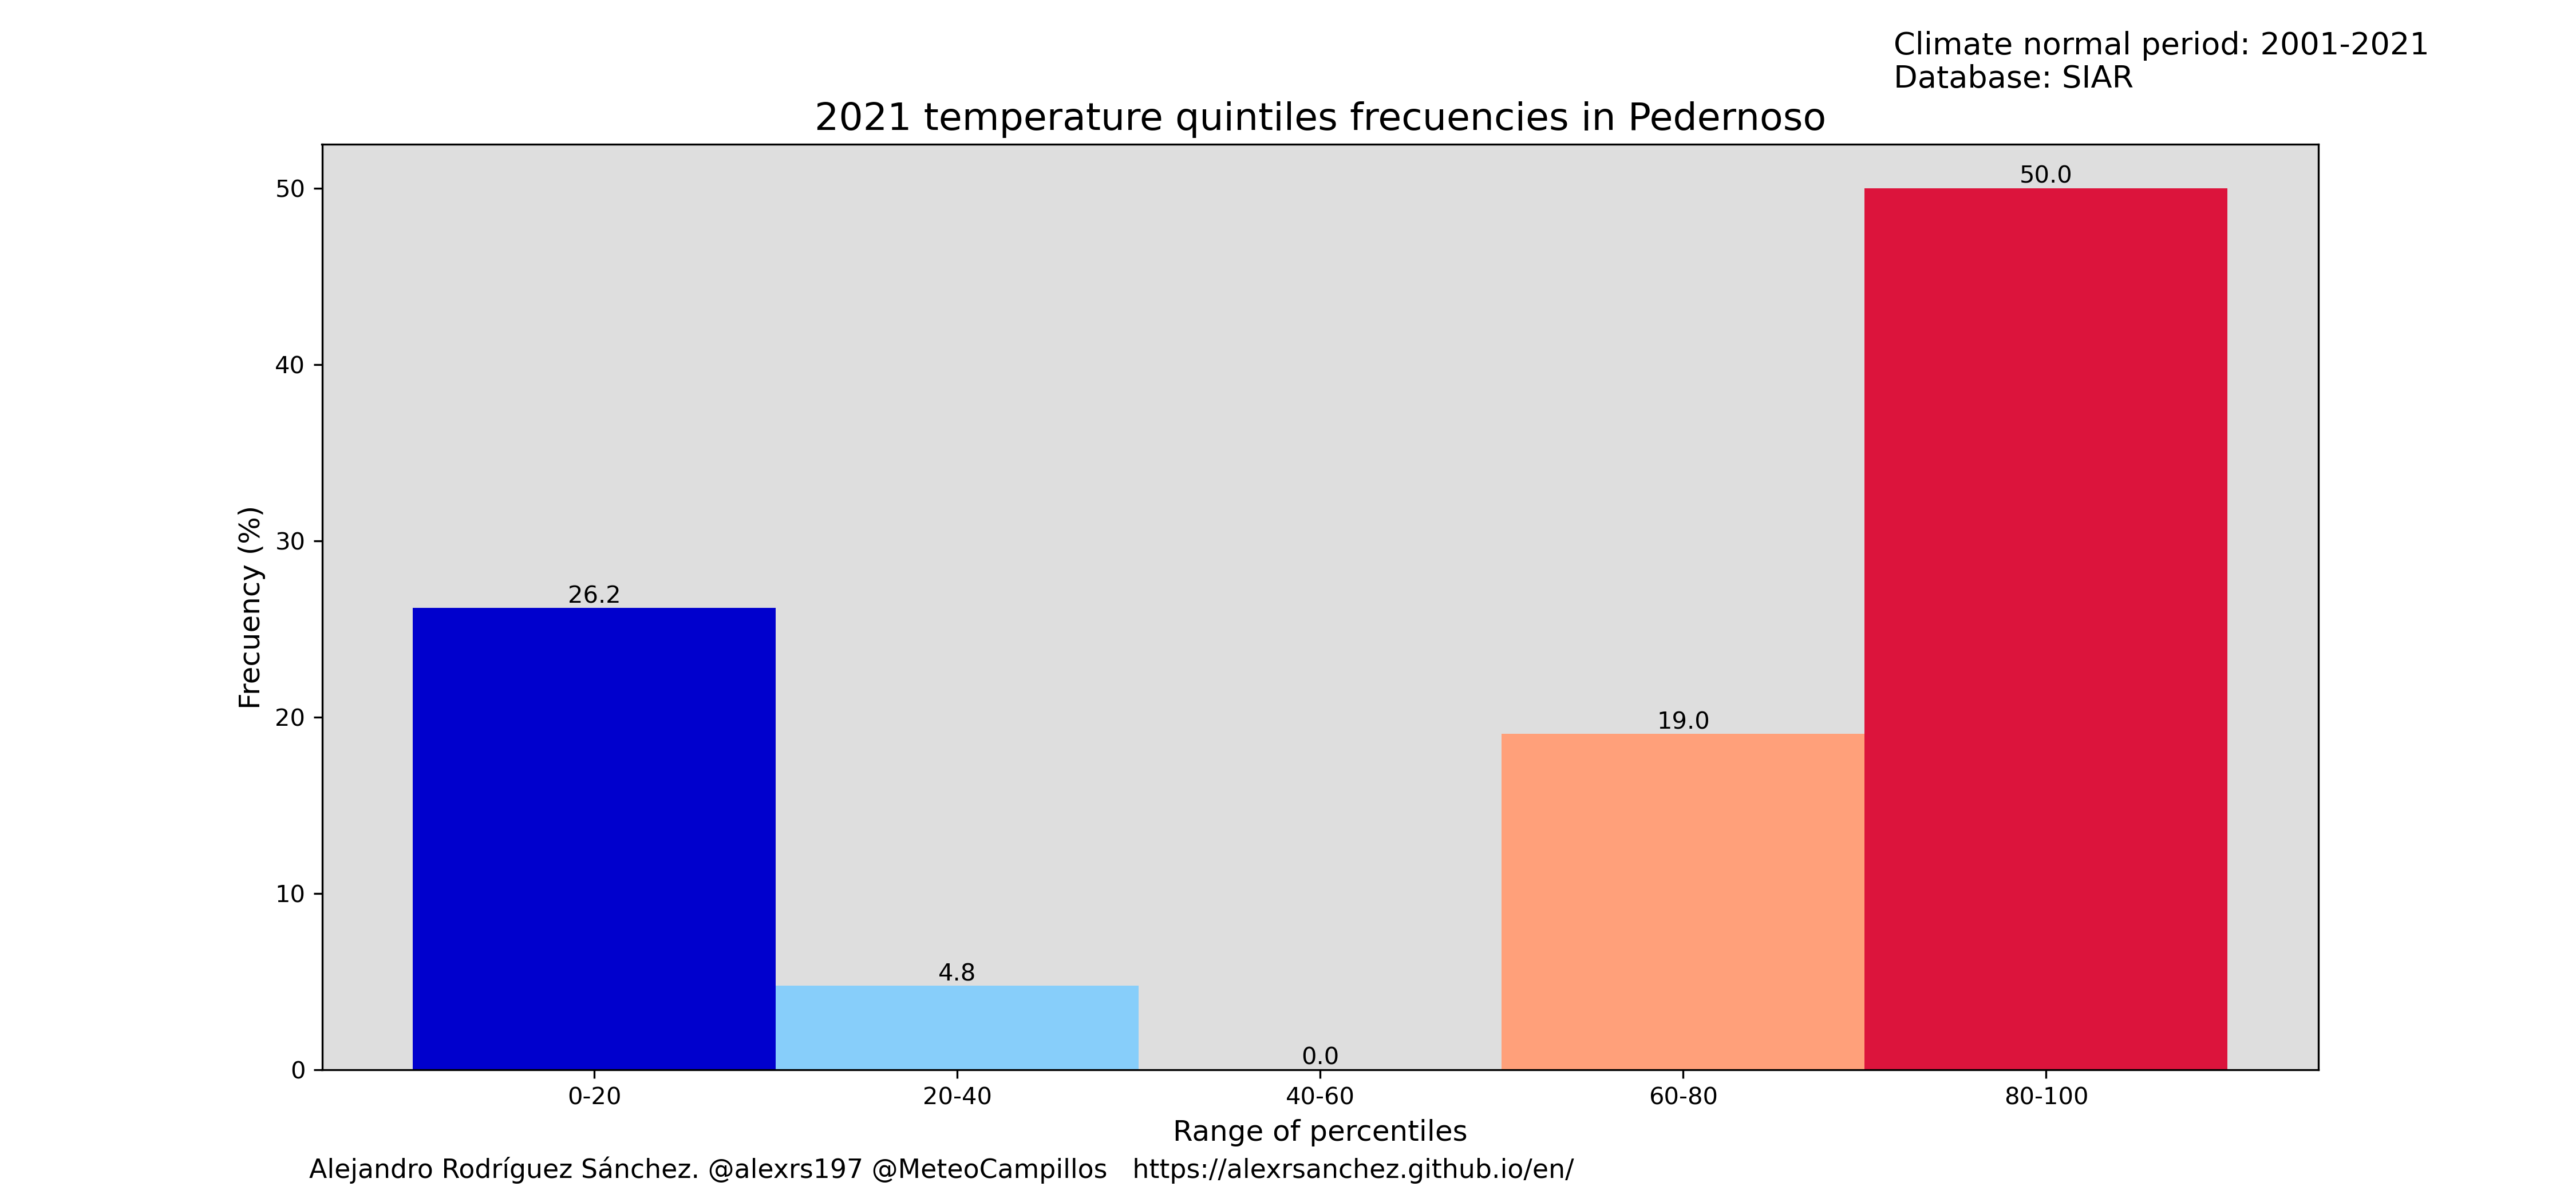 Climate normal period: 2001-2021
Database: SIAR
2021 temperature quintiles frecuencies in Pedernoso
50
40
30
20
10
0
Frecuency (%)
26.2
4.8
0.0
19.0
50.0
0-20
20-40
40-60
60-80
80-100
Range of percentiles
Alejandro Rodríguez Sánchez. @alexrs197 @MeteoCampillos   https://alexrsanchez.github.io/en/